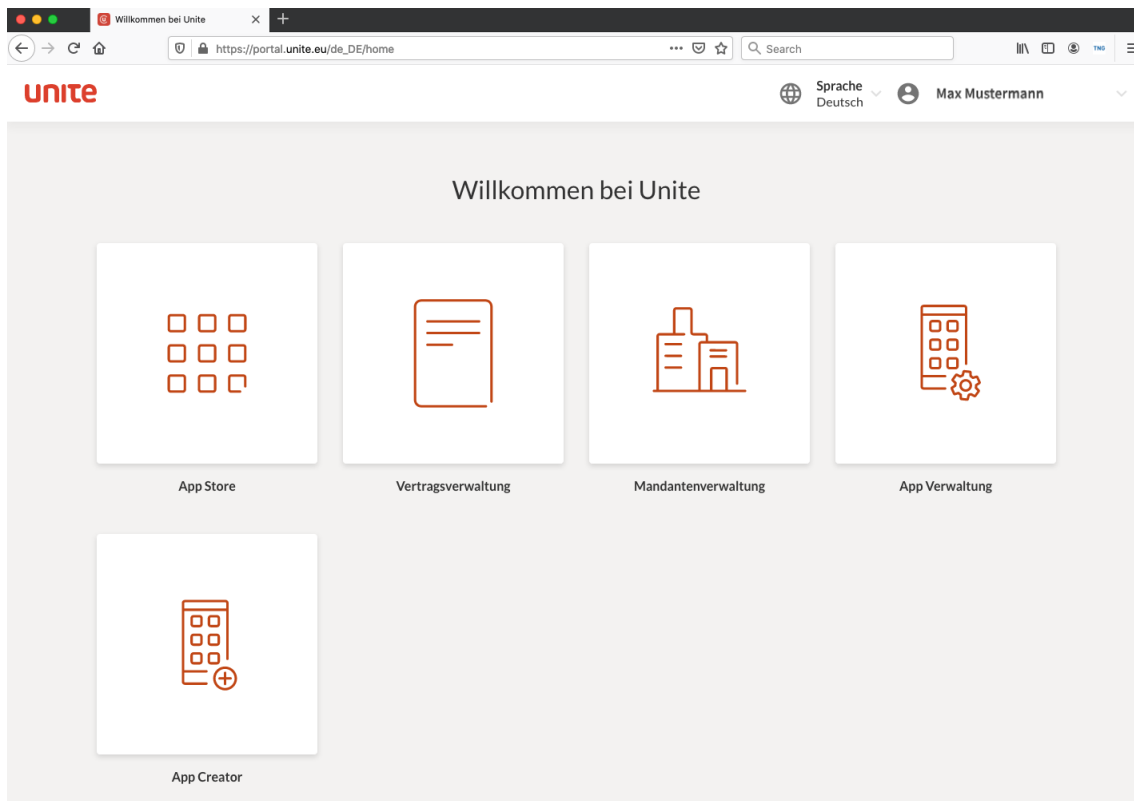 Willkommen bei Unite
https://portal.unite.eu/de_DE/home
Search
TNG
unite
Sprache
Deutsch
Max Mustermann
Willkommen bei Unite
App Store
Vertragsverwaltung
Mandantenverwaltung
App Verwaltung
App Creator